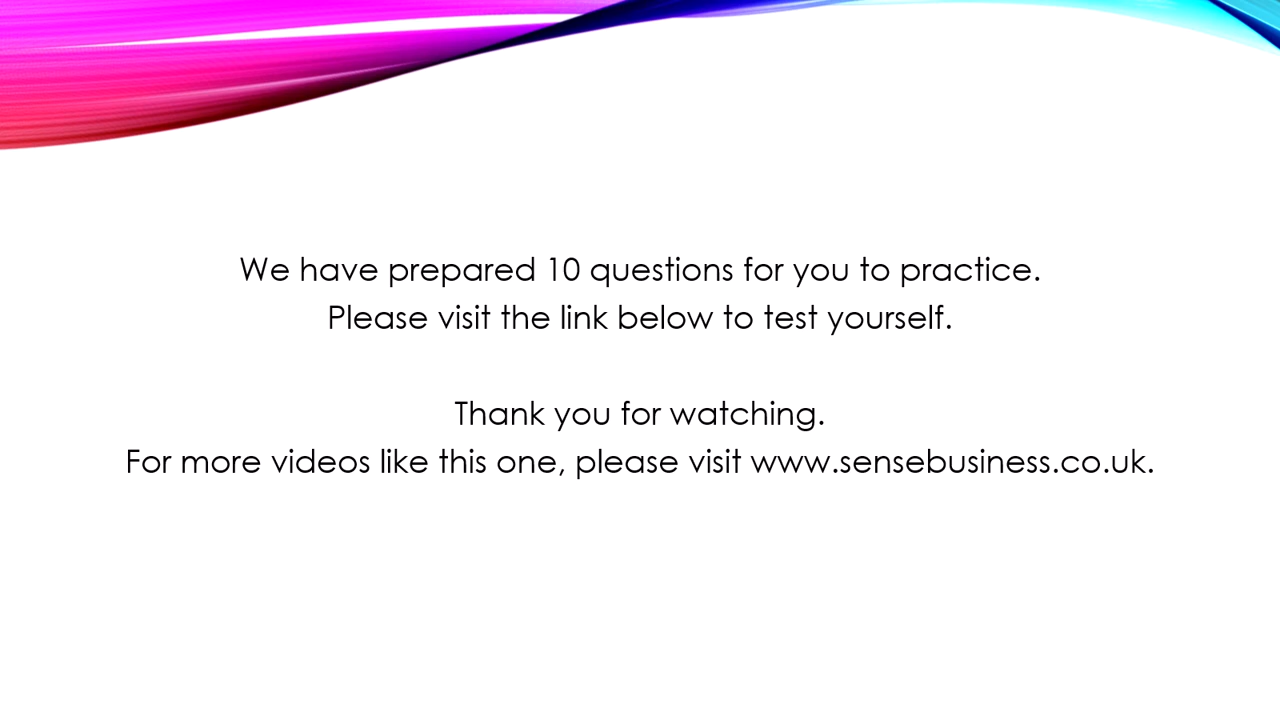 We have prepared 10 questions for you to practice.
Please visit the link below to test yourself.
Thank you for watching.
For more videos like this one, please visit www.sensebusiness.co.uk.